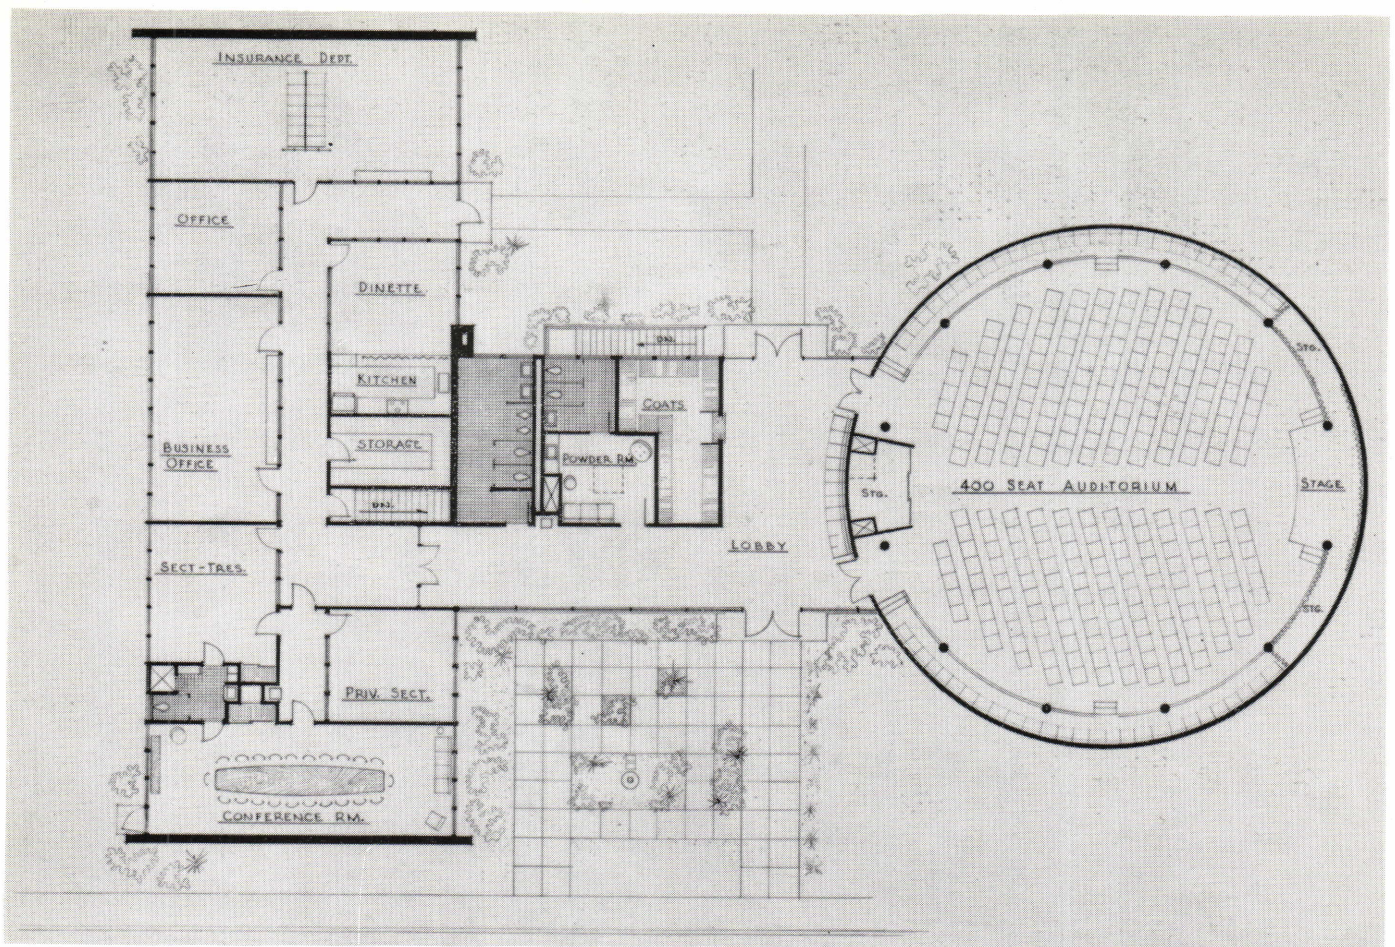 INSURANCE DEPT.
OFFICE
DINETTE
KITCHEN
STORAGE
DN.
BUSINESS
OFFICE
SECT-TRES.
PRIV. SECT.
CONFERENCE RM.
DN.
COATS
POWDER RM.
LOBBY
STG.
400 SEAT AUDITORIUM
STG.
STAGE
STG.